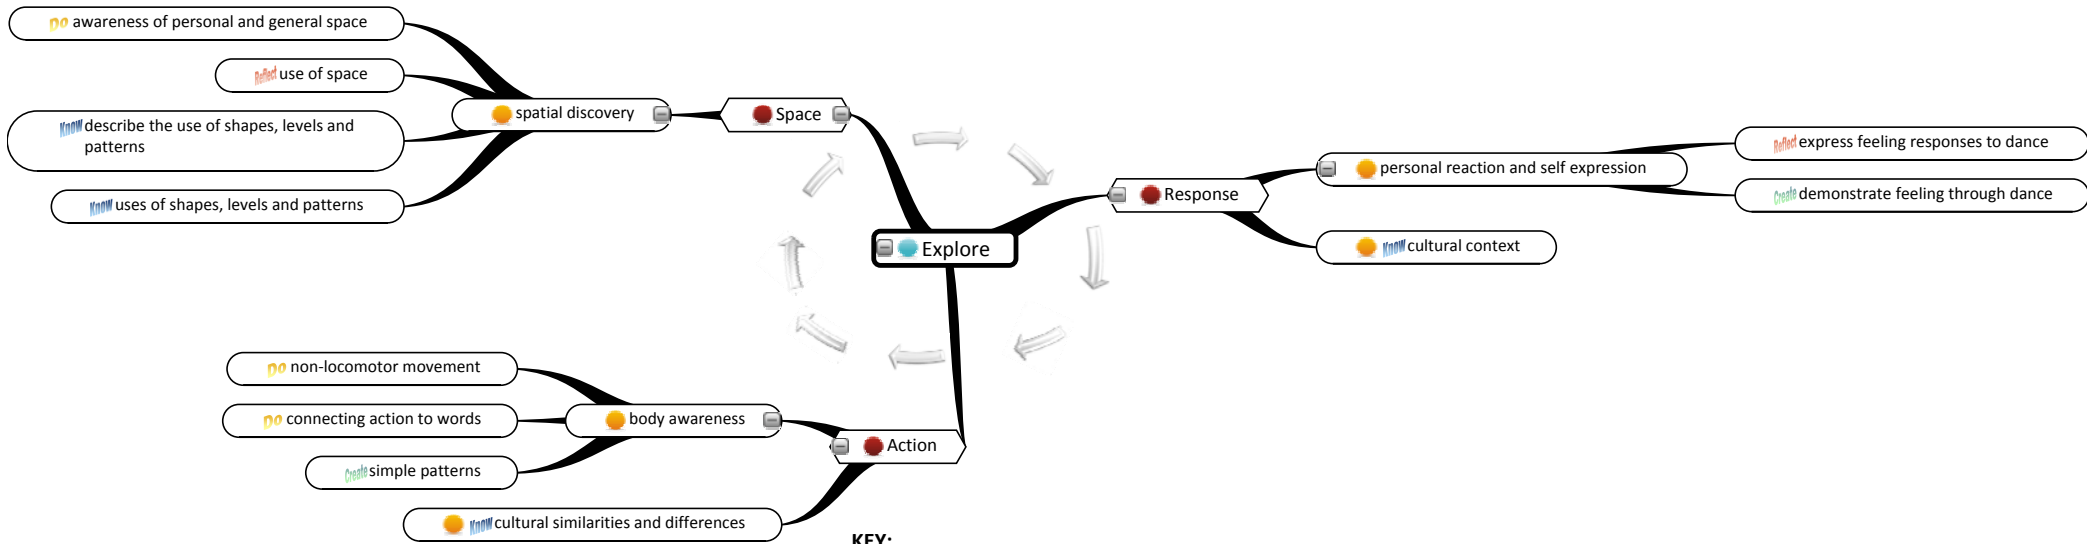 Do awareness of personal and general space
Reflect use of space
Know describe the use of shapes, levels and
patterns
Know uses of shapes, levels and patterns
spatial discovery
Space
Explore
Response
personal reaction and self expression
Reflect express feeling responses to dance
Create demonstrate feeling through dance
Know cultural context
Do non-locomotor movement
Do connecting action to words
Create simple patterns
body awareness
Action
Know cultural similarities and differences
KEY: